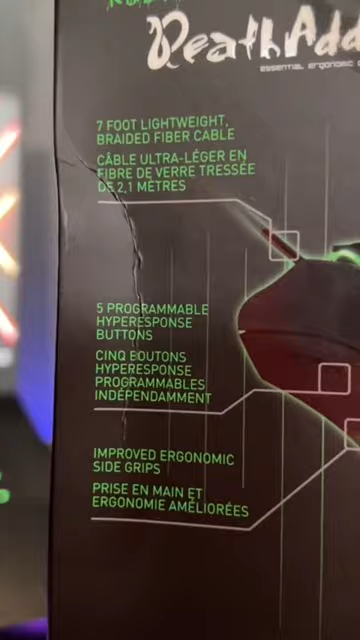 DeathAdd
ESSENTIAL ERGONOMIC
7 FOOT LIGHTWEIGHT,
BRAIDED FIBER CABLE
CÂBLE ULTRA-LÉGER EN
FIBRE DE VERRE TRESSÉE
DE 2,1 MÈTRES
5 PROGRAMMABLE
HYPERESPONSE
BUTTONS
CINQ BOUTONS
HYPERESPONSE
PROGRAMMABLES
INDÉPENDAMMENT
IMPROVED ERGONOMIC
SIDE GRIPS
PRISE EN MAIN ET
ERGONOMIE AMÉLIORÉES